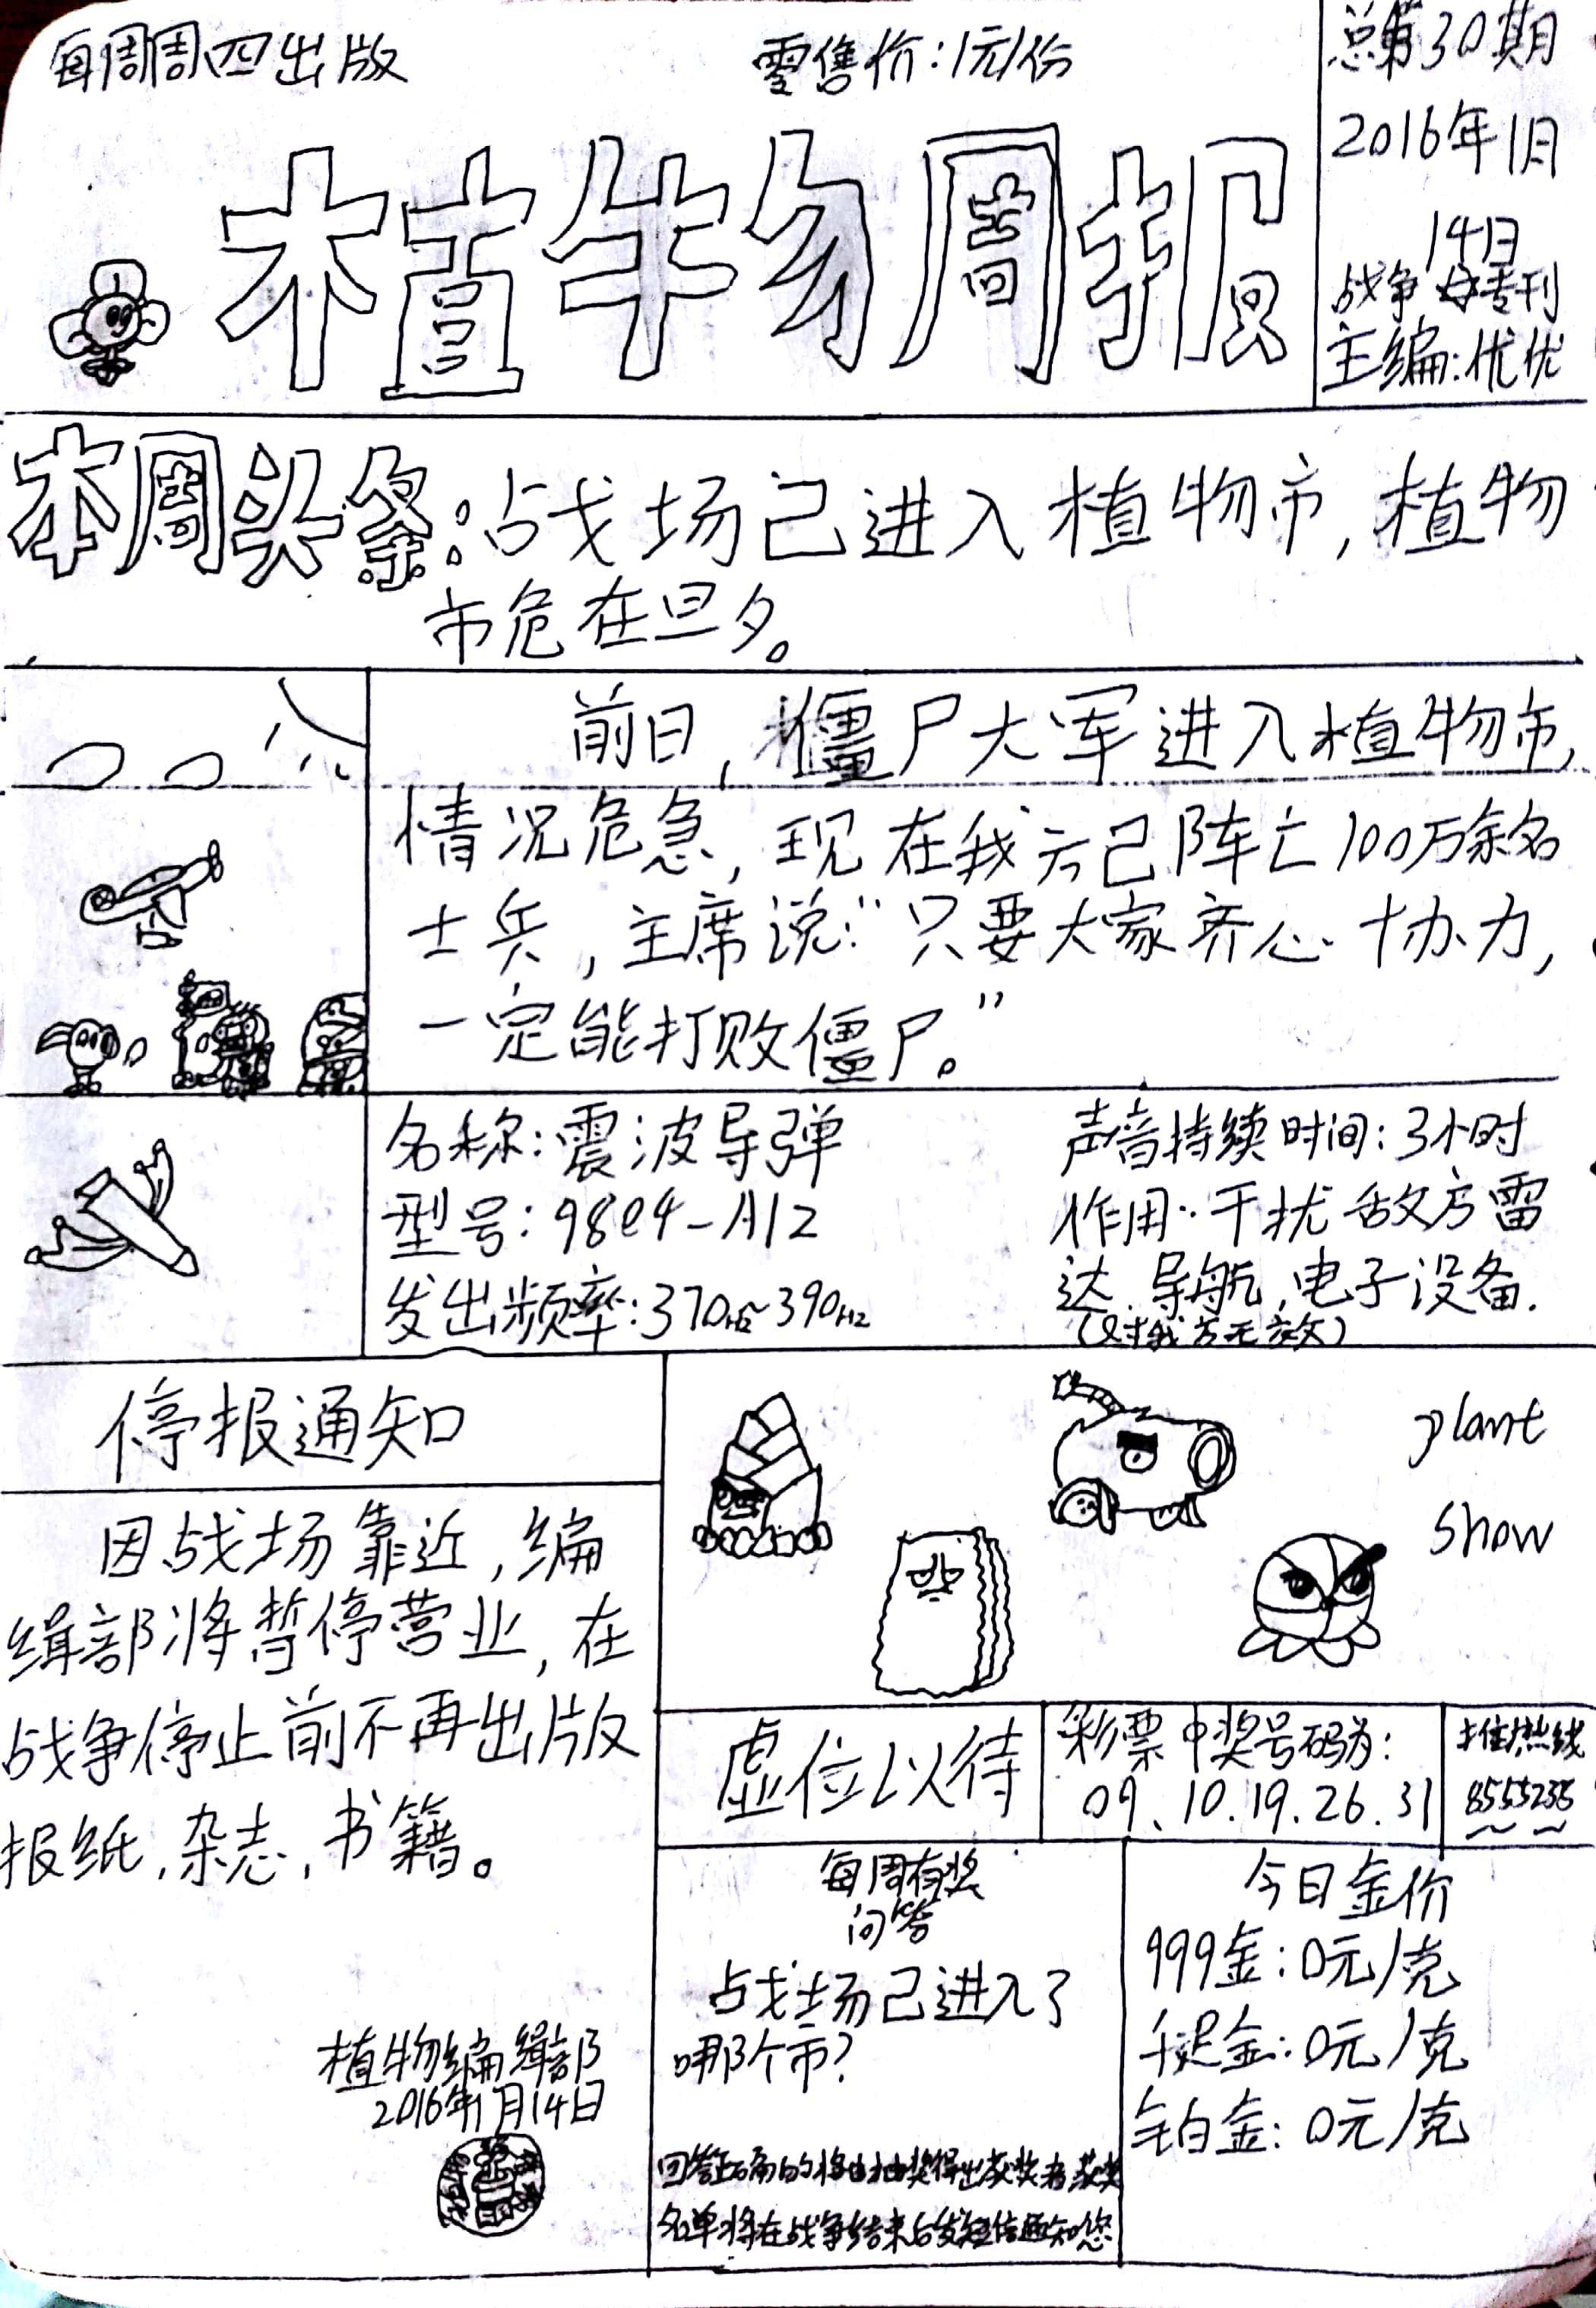 每周周四出版
零售价:1元/份
总第30期
2016年1月
14日
战争专刊
主编:优优
植物周报
本周头条:战场已进入植物市,植物
市危在旦夕。
前日,僵尸大军进入植物市,
情况危急,现在我方已阵亡100万余名
士兵,主席说:“只要大家齐心协力,
一定能打败僵尸。”
名称:震波导弹
型号:98e4-A12
发出频率:370Hz~390Hz
声音持续时间:3小时
作用:干扰敌方雷
达.导航,电子设备.
(对我方无效)
停报通知
因战场靠近,编
缉部将暂停营业,在
战争停止前不再出版
报纸,杂志,书籍。
植物编缉部
2016年1月14日
plant
show
虚位以待
彩票中奖号码为:
09、10.19.26.31
热线
8555255
每周有奖
问答
战场已进入了
哪个市?
回答正确的将由抽奖得出获奖者,获奖
名单将在战争结束后发短信通知您
今日金价
999金:0元/克
千足金:0元/克
铂金:0元/克